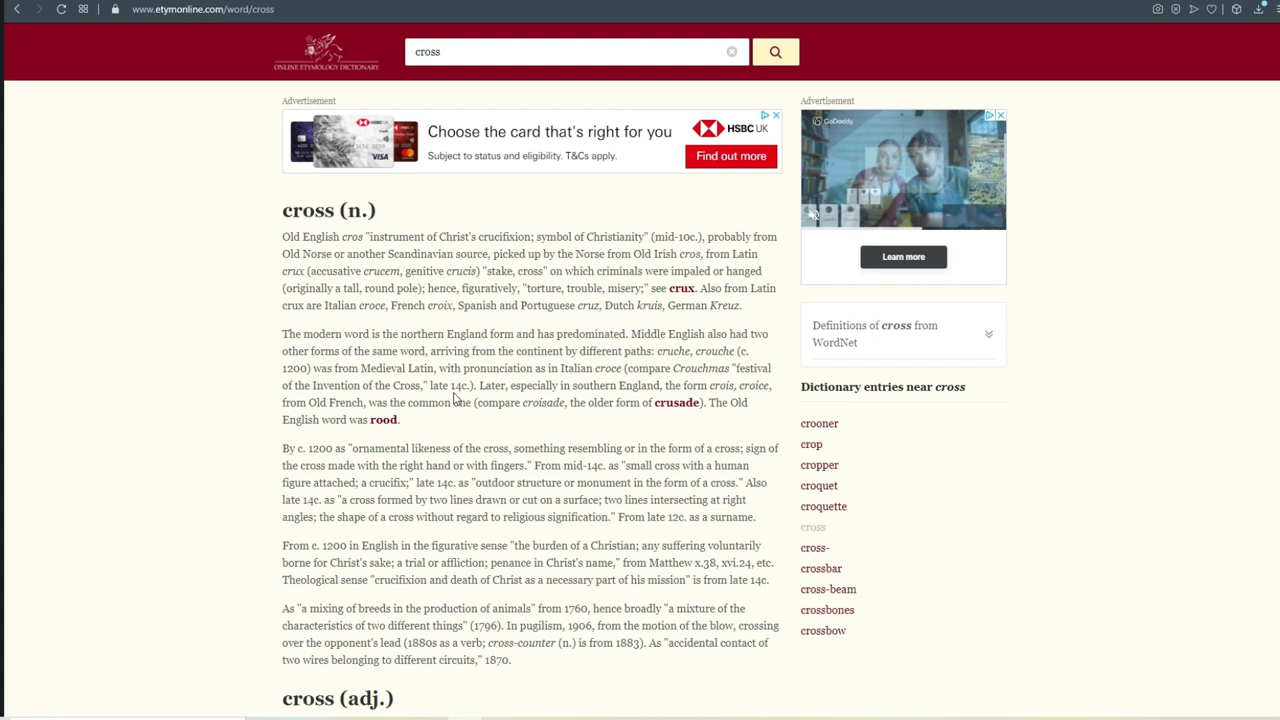 www.etymonline.com/word/cross
ONLINE ETYMOLOGY DICTIONARY
cross
Advertisement
Choose the card that's right for you
Subject to status and eligibility. T&Cs apply.
VISA
HSBC UK
Find out more
cross (n.)
Old English cros "instrument of Christ's crucifixion; symbol of Christianity" (mid-10c.), probably from
Old Norse or another Scandinavian source, picked up by the Norse from Old Irish cros, from Latin
crux (accusative crucem, genitive crucis) "stake, cross" on which criminals were impaled or hanged
(originally a tall, round pole); hence, figuratively, "torture, trouble, misery;" see crux. Also from Latin
crux are Italian croce, French croix, Spanish and Portuguese cruz, Dutch kruis, German Kreuz.
The modern word is the northern England form and has predominated. Middle English also had two
other forms of the same word, arriving from the continent by different paths: cruche, crouche (c.
1200) was from Medieval Latin, with pronunciation as in Italian croce (compare Crouchmas "festival
of the Invention of the Cross," late 14c.). Later, especially in southern England, the form crois, croice,
from Old French, was the common one (compare croisade, the older form of crusade). The Old
English word was rood.
By c. 1200 as "ornamental likeness of the cross, something resembling or in the form of a cross; sign of
the cross made with the right hand or with fingers." From mid-14c. as "small cross with a human
figure attached; a crucifix;" late 14c. as "outdoor structure or monument in the form of a cross." Also
late 14c. as "a cross formed by two lines drawn or cut on a surface; two lines intersecting at right
angles; the shape of a cross without regard to religious signification." From late 12c. as a surname.
From c. 1200 in English in the figurative sense "the burden of a Christian; any suffering voluntarily
borne for Christ's sake; a trial or affliction; penance in Christ's name," from Matthew x.38, xvi.24, etc.
Theological sense "crucifixion and death of Christ as a necessary part of his mission" is from late 14c.
As "a mixing of breeds in the production of animals" from 1760, hence broadly "a mixture of the
characteristics of two different things" (1796). In pugilism, 1906, from the motion of the blow, crossing
over the opponent's lead (1880s as a verb; cross-counter (n.) is from 1883). As "accidental contact of
two wires belonging to different circuits," 1870.
cross (adj.)
Advertisement
GoDaddy
Learn more
Definitions of cross from
WordNet
Dictionary entries near cross
crooner
crop
cropper
croquet
croquette
cross
cross-
crossbar
cross-beam
crossbones
crossbow